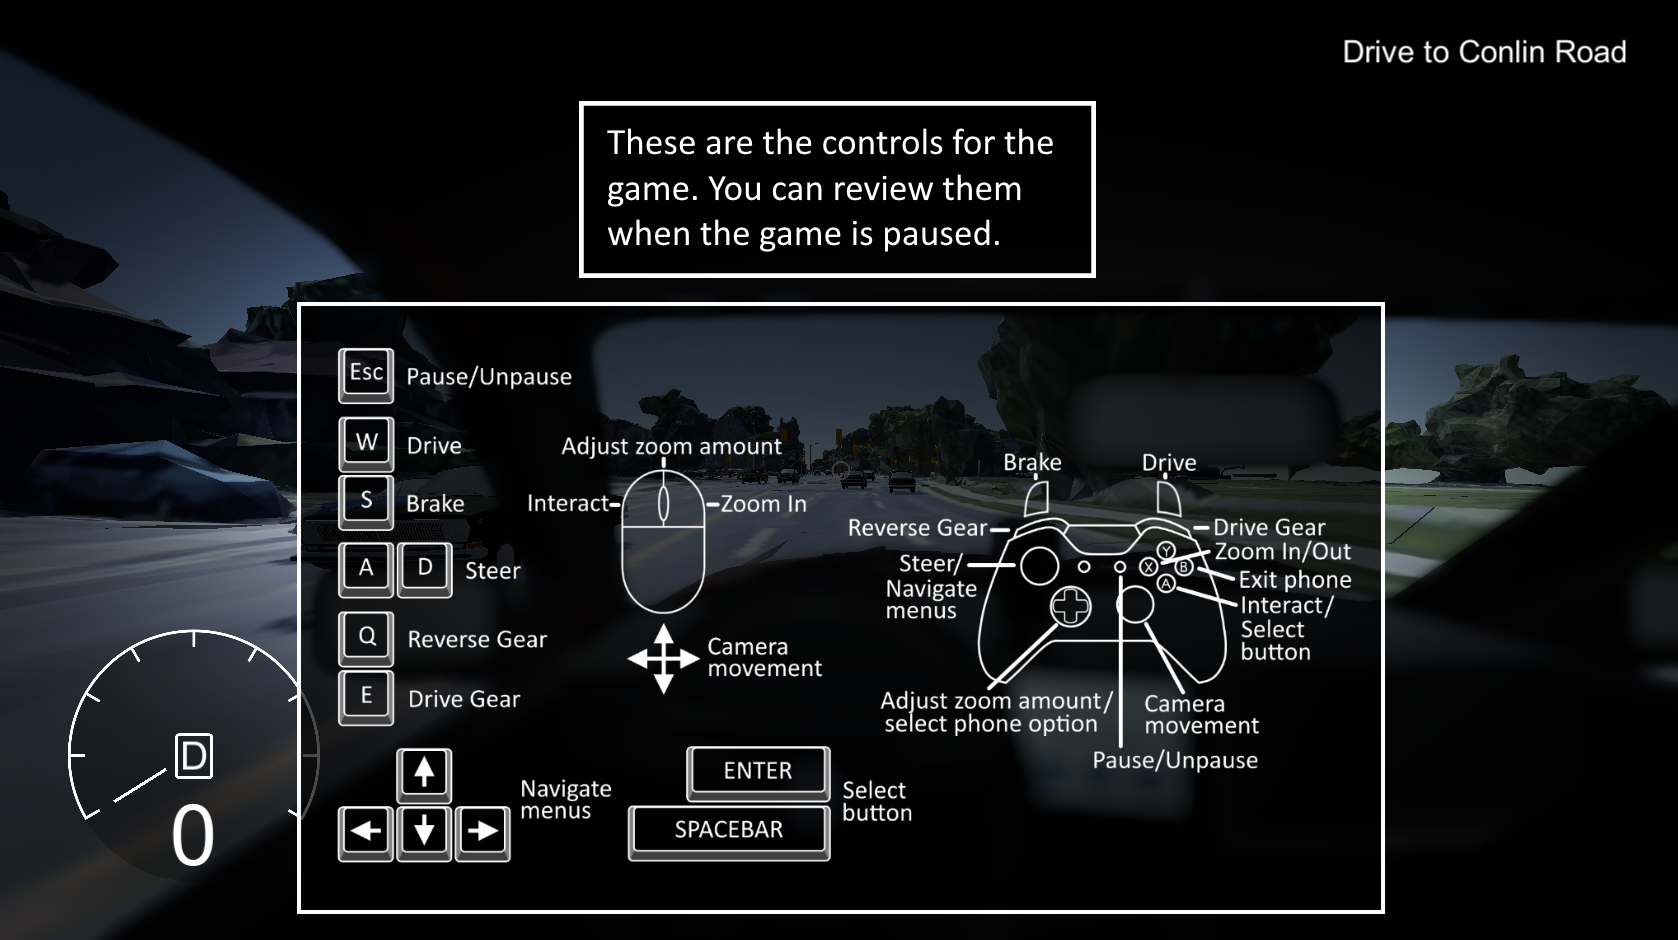 Drive to Conlin Road
These are the controls for the
game. You can review them
when the game is paused.
Esc Pause/Unpause
W Drive
S Brake
A D Steer
Q Reverse Gear
E Drive Gear
Navigate
menus
Adjust zoom amount
Interact
Zoom In
Camera
movement
ENTER
SPACEBAR
Select
button
Brake
Drive
Reverse Gear
Drive Gear
Steer/
Navigate
menus
Y
X
B
A
Zoom In/Out
Exit phone
Interact/
Select
button
Adjust zoom amount/
select phone option
Camera
movement
Pause/Unpause
D
0